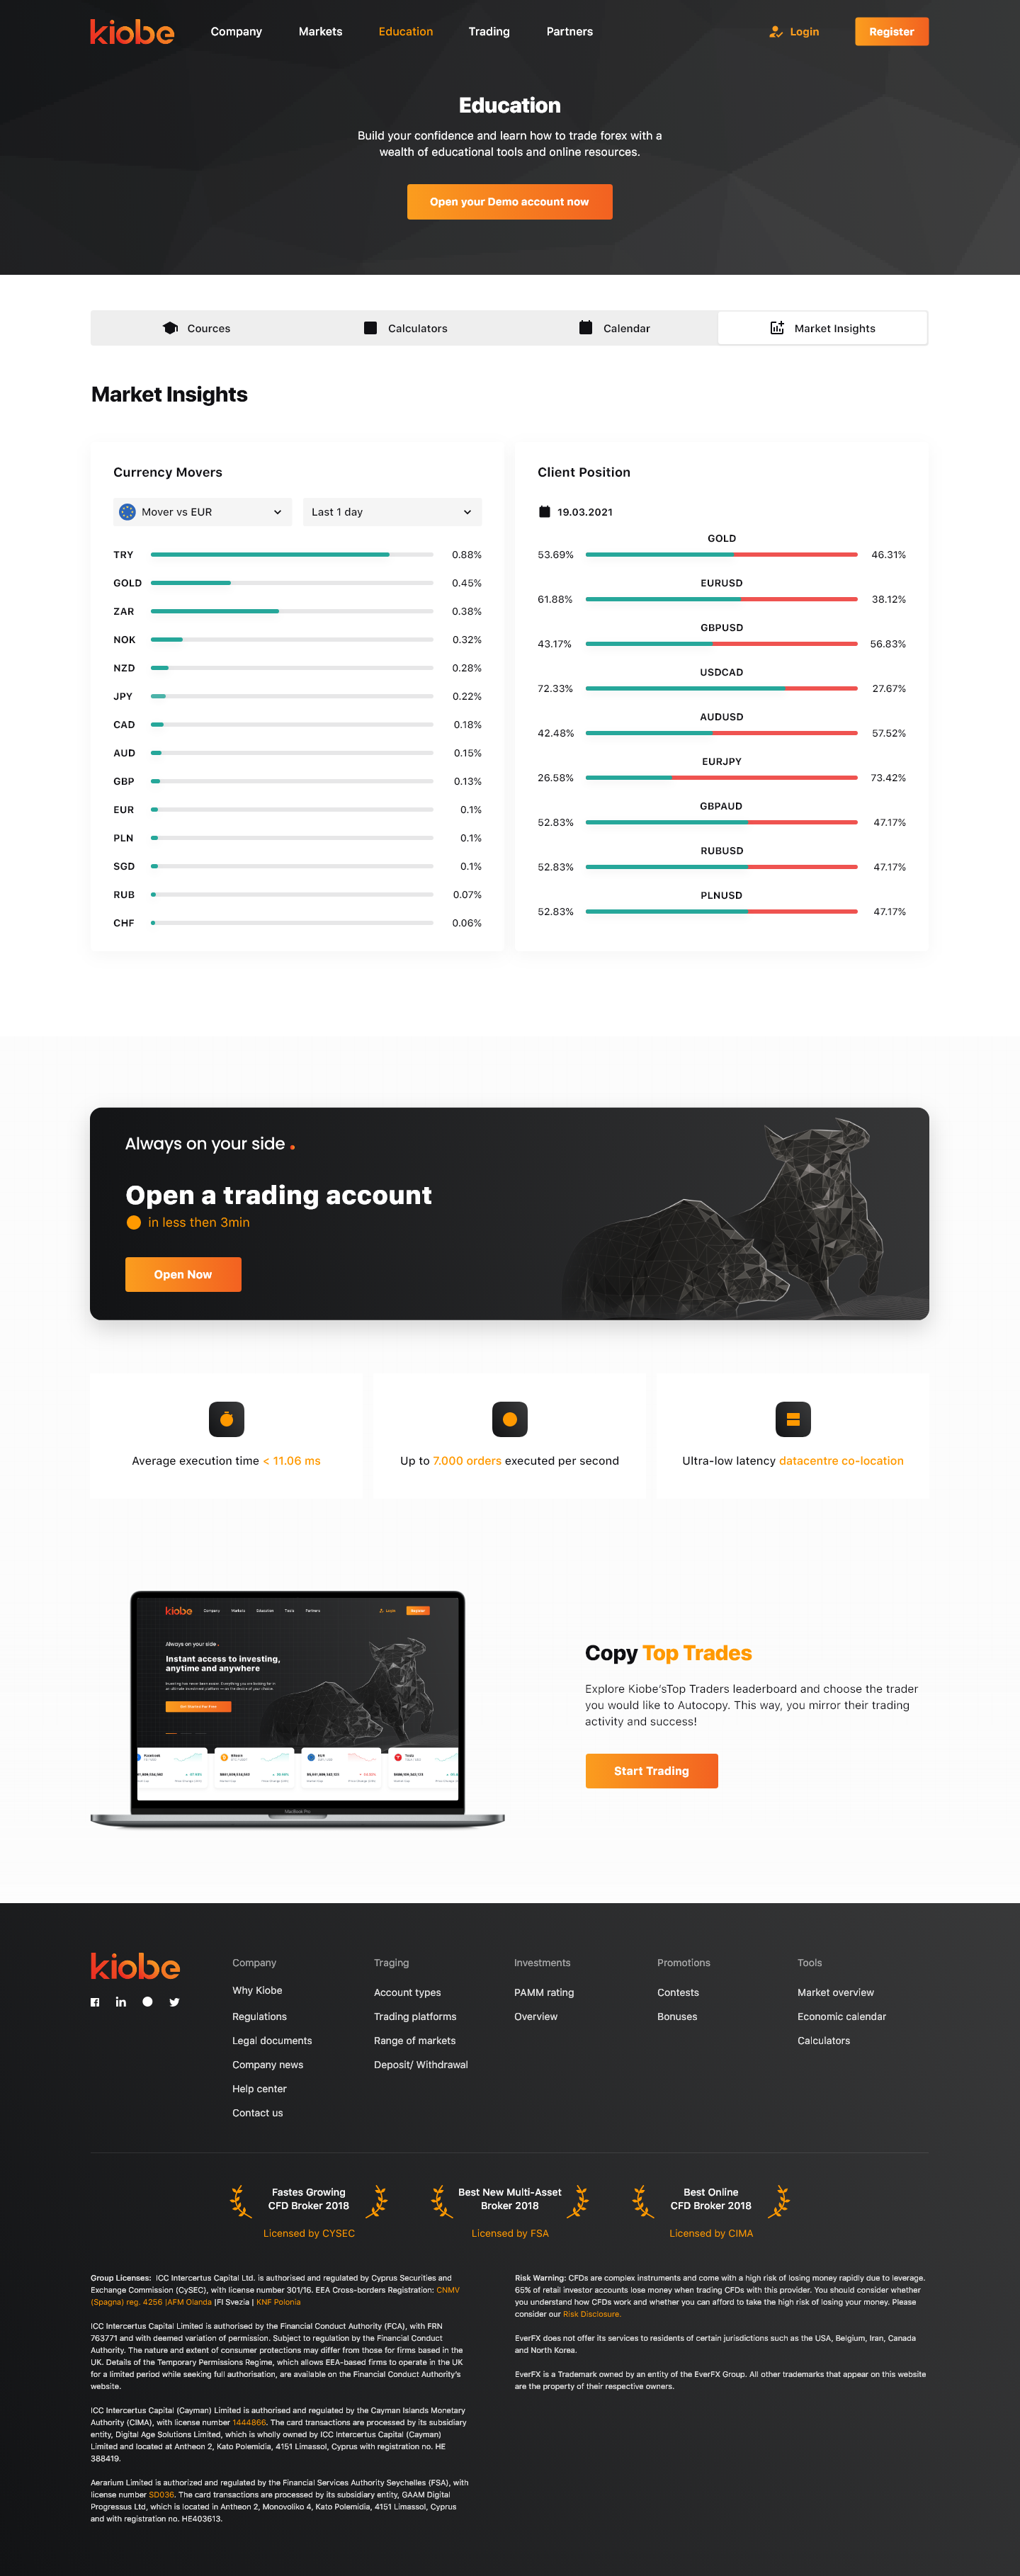 kiobe
Company
Markets
Education
Trading
Partners
Login
Register
Education
Build your confidence and learn how to trade forex with a
wealth of educational tools and online resources.
Open your Demo account now
Cources
Calculators
Calendar
Market Insights
Market Insights
Currency Movers
Mover vs EUR
Last 1 day
TRY 0.88%
GOLD 0.45%
ZAR 0.38%
NOK 0.32%
NZD 0.28%
JPY 0.22%
CAD 0.18%
AUD 0.15%
GBP 0.13%
EUR 0.1%
PLN 0.1%
SGD 0.1%
RUB 0.07%
CHF 0.06%
Client Position
19.03.2021
GOLD
53.69% 46.31%
EURUSD
61.88% 38.12%
GBPUSD
43.17% 56.83%
USDCAD
72.33% 27.67%
AUDUSD
42.48% 57.52%
EURJPY
26.58% 73.42%
GBPAUD
52.83% 47.17%
RUBUSD
52.83% 47.17%
PLNUSD
52.83% 47.17%
Always on your side .
Open a trading account
in less then 3min
Open Now
Average execution time < 11.06 ms
Up to 7.000 orders executed per second
Ultra-low latency datacentre co-location
kiobe
Company
Markets
Education
Tools
Partners
Login
Register
Always on your side .
Instant access to investing,
anytime and anywhere
MacBook Pro
Copy Top Trades
Explore Kiobe'sTop Traders leaderboard and choose the trader
you would like to Autocopy. This way, you mirror their trading
activity and success!
Start Trading
kiobe
Company
Why Kiobe
Regulations
Legal documents
Company news
Help center
Contact us
Traging
Account types
Trading platforms
Range of markets
Deposit/ Withdrawal
Investments
PAMM rating
Overview
Promotions
Contests
Bonuses
Tools
Market overview
Economic calendar
Calculators
Fastes Growing
CFD Broker 2018
Licensed by CYSEC
Best New Multi-Asset
Broker 2018
Licensed by FSA
Best Online
CFD Broker 2018
Licensed by CIMA
Group Licenses: ICC Intercertus Capital Ltd. is authorised and regulated by Cyprus Securities and
Exchange Commission (CySEC), with license number 301/16. EEA Cross-borders Registration: CNMV
(Spagna) reg. 4256 |AFM Olanda |FI Svezia | KNF Polonia
ICC Intercertus Capital Limited is authorised by the Financial Conduct Authority (FCA), with FRN
763771 and with deemed variation of permission. Subject to regulation by the Financial Conduct
Authority. The nature and extent of consumer protections may differ from those for firms based in the
UK. Details of the Temporary Permissions Regime, which allows EEA-based firms to operate in the UK
for a limited period while seeking full authorisation, are available on the Financial Conduct Authority's
website.
ICC Intercertus Capital (Cayman) Limited is authorised and regulated by the Cayman Islands Monetary
Authority (CIMA), with license number 1444866. The card transactions are processed by its subsidiary
entity, Digital Age Solutions Limited, which is wholly owned by ICC Intercertus Capital (Cayman)
Limited and located at Antheon 2, Kato Polemidia, 4151 Limassol, Cyprus with registration no. HE
388419.
Aerarium Limited is authorized and regulated by the Financial Services Authority Seychelles (FSA), with
license number SD036. The card transactions are processed by its subsidiary entity, GAAM Digital
Progressus Ltd, which is located in Antheon 2, Monovoliko 4, Kato Polemidia, 4151 Limassol, Cyprus
and with registration no. HE403613.
Risk Warning: CFDs are complex instruments and come with a high risk of losing money rapidly due to leverage.
65% of retail investor accounts lose money when trading CFDs with this provider. You should consider whether
you understand how CFDs work and whether you can afford to take the high risk of losing your money. Please
consider our Risk Disclosure.
EverFX does not offer its services to residents of certain jurisdictions such as the USA, Belgium, Iran, Canada
and North Korea.
EverFX is a Trademark owned by an entity of the EverFX Group. All other trademarks that appear on this website
are the property of their respective owners.